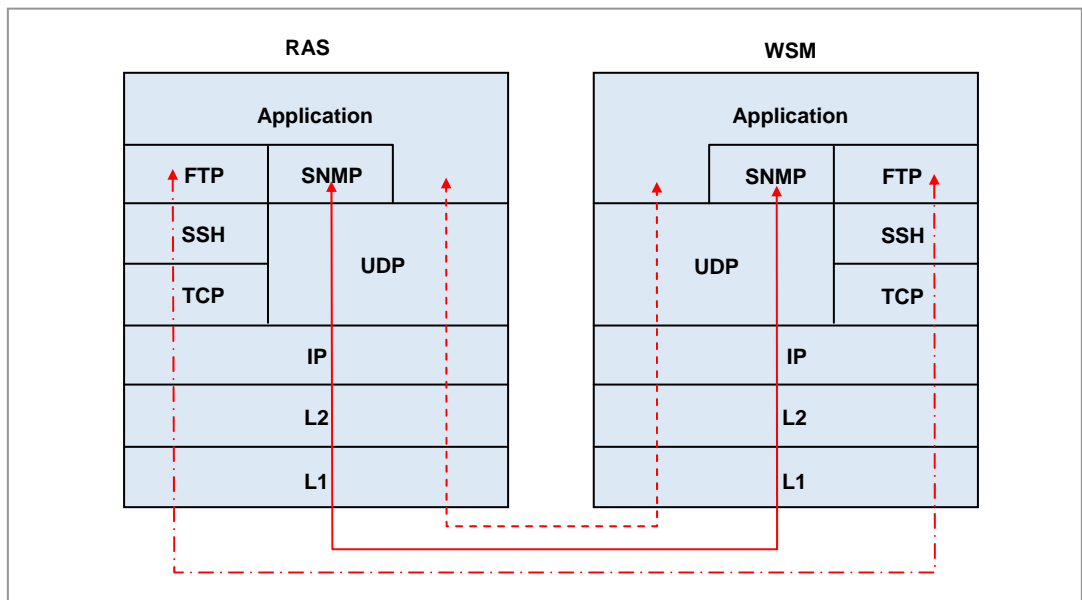 RAS
Application
FTP
SNMP
SSH
UDP
TCP
IP
L2
L1
WSM
Application
SNMP
FTP
SSH
UDP
TCP
IP
L2
L1